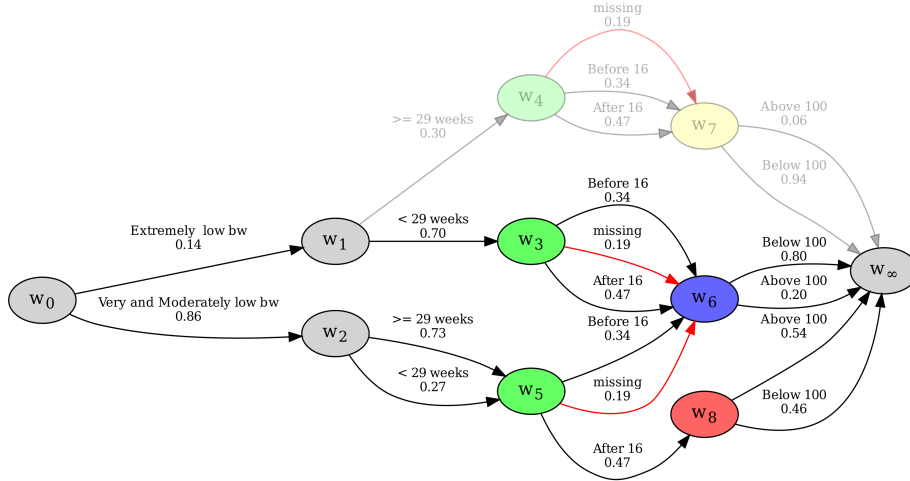 missing
0.19
Before 16
0.34
After 16
0.47
w4
w7
Above 100
0.06
Below 100
0.94
>= 29 weeks
0.30
Extremely  low bw
0.14
w1
< 29 weeks
0.70
w3
Before 16
0.34
missing
0.19
After 16
0.47
w6
Below 100
0.80
Above 100
0.20
w∞
w0
Very and Moderately low bw
0.86
w2
>= 29 weeks
0.73
< 29 weeks
0.27
w5
Before 16
0.34
missing
0.19
After 16
0.47
w8
Above 100
0.54
Below 100
0.46